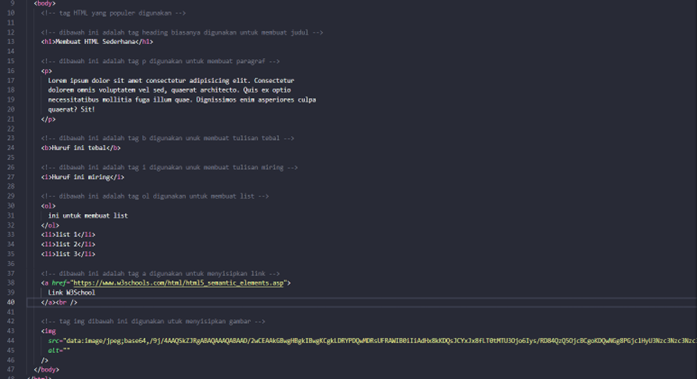 9 <body>
10 <!-- tag HTML yang populer digunakan -->
11
12 <!-- dibawah ini adalah tag heading biasanya digunakan untuk membuat judul -->
13 <h1>Membuat HTML Sederhana</h1>
14
15 <!-- dibawah ini adalah tag p digunakan untuk membuat paragraf -->
16 <p>
17 Lorem ipsum dolor sit amet consectetur adipisicing elit. Consectetur
18 dolorem omnis voluptatem vel sed, quaerat architecto. Quis ex optio
19 necessitatibus mollitia fuga illum quae. Dignissimos enim asperiores culpa
20 quaerat? Sit!
21 </p>
22
23 <!-- dibawah ini adalah tag b digunakan unuk membuat tulisan tebal -->
24 <b>Huruf ini tebal</b>
25
26 <!-- dibawah ini adalah tag i digunakan unuk membuat tulisan miring -->
27 <i>Huruf ini miring</i>
28
29 <!-- dibawah ini adalah tag ol digunakan untuk membuat list -->
30 <ol>
31 ini untuk membuat list
32 </ol>
33 <li>list 1</li>
34 <li>list 2</li>
35 <li>list 3</li>
36
37 <!-- dibawah ini adalah tag a digunakan untuk menyisipkan link -->
38 <a href="https://www.w3schools.com/html/html5_semantic_elements.asp">
39 Link W3School
40 </a><br />
41
42 <!-- tag img dibawah ini digunakan utuk menyisipkan gambar -->
43 <img
44 src="data:image/jpeg;base64,/9j/4AAQSkZJRgABAQAAAQABAAD/
45 alt=""
46 />
47 </body>
48 </html>